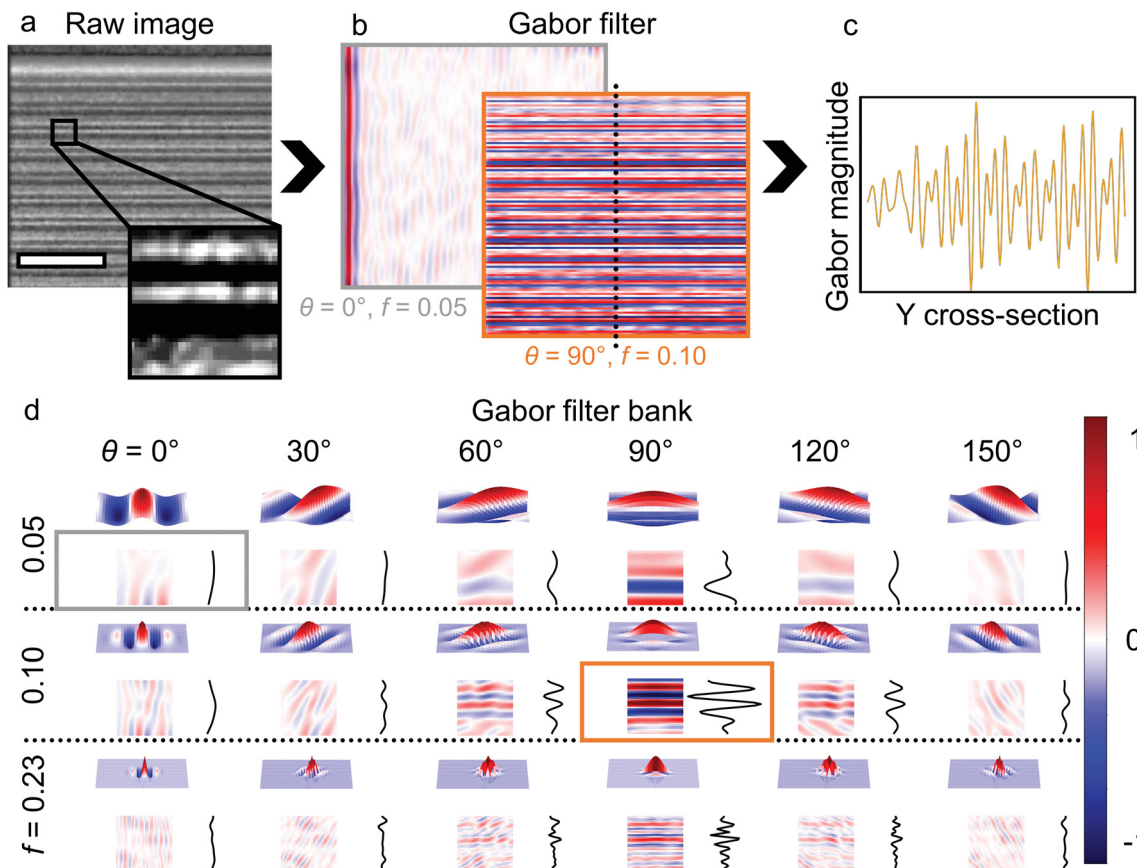 a Raw image
b Gabor filter
c
θ = 0°, f = 0.05
θ = 90°, f = 0.10
Gabor magnitude
Y cross-section
d Gabor filter bank
θ = 0° 30° 60° 90° 120° 150°
0.05
0.10
f = 0.23
1
0
-1